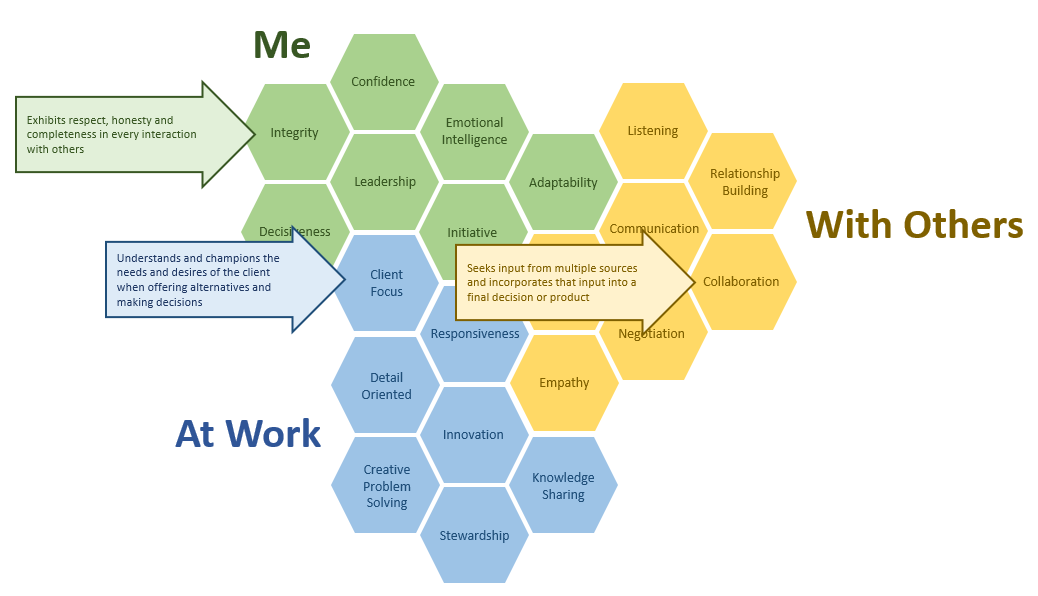 Me
Confidence
Integrity
Emotional
Intelligence
Listening
Exhibits respect, honesty and
completeness in every interaction
with others
Leadership
Adaptability
Relationship
Building
Decisiveness
Initiative
Communication
With Others
Understands and champions the
needs and desires of the client
when offering alternatives and
making decisions
Client
Focus
Seeks input from multiple sources
and incorporates that input into a
final decision or product
Collaboration
Responsiveness
Negotiation
Detail
Oriented
Empathy
At Work
Innovation
Creative
Problem
Solving
Knowledge
Sharing
Stewardship